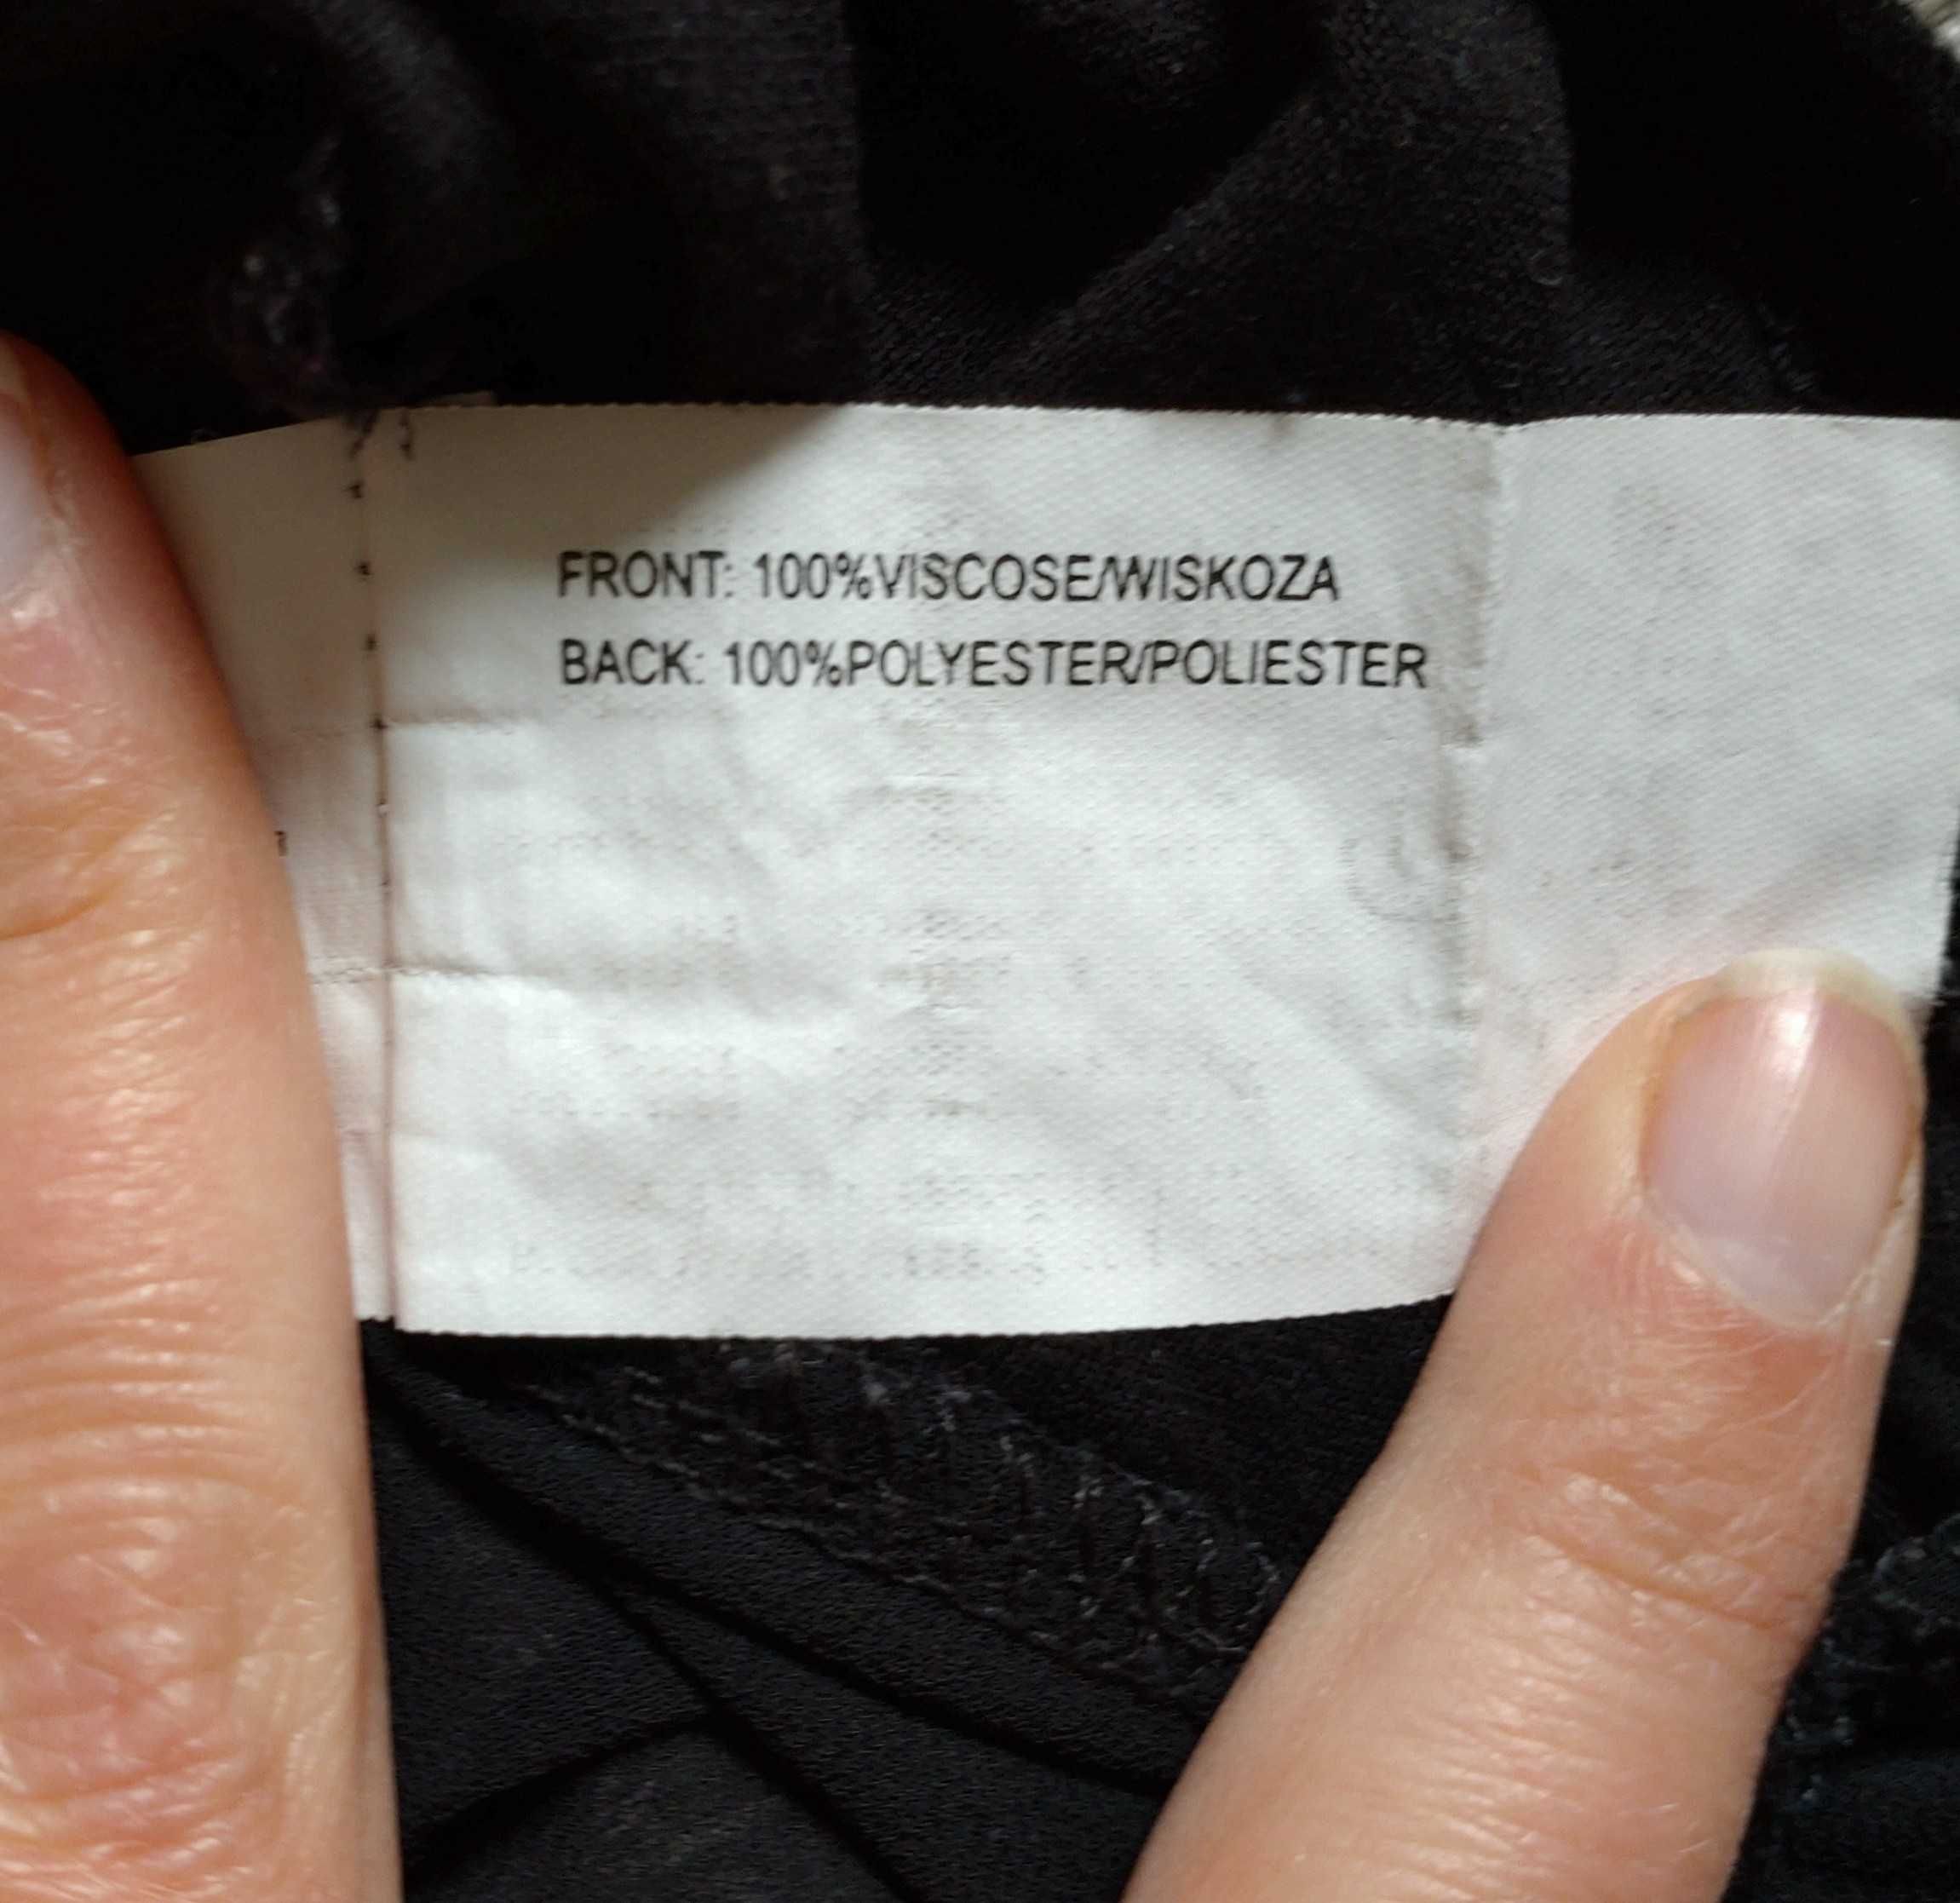 FRONT: 100%VISCOSE/WISKOZA
BACK: 100%POLYESTER/POLIESTER